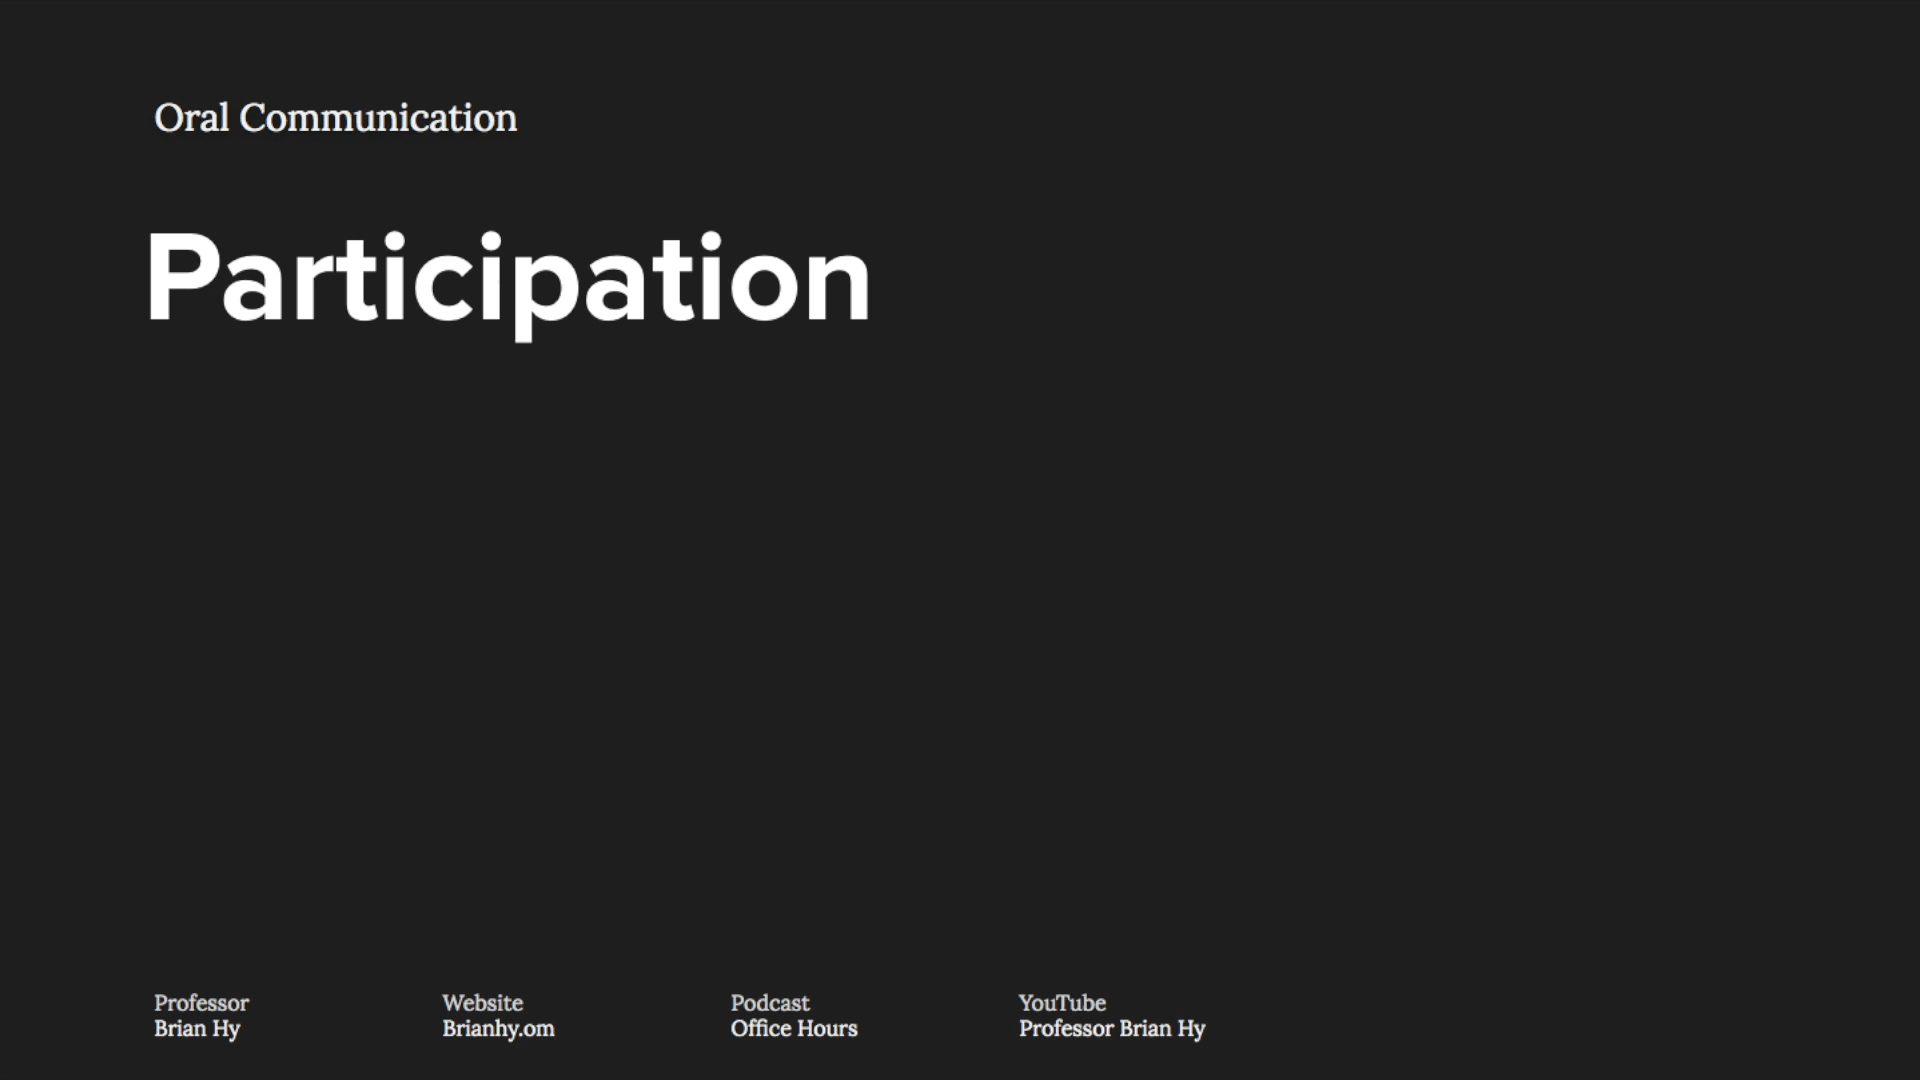 Oral Communication
Participation
Professor
Brian Hy
Website
Brianhy.om
Podcast
Office Hours
YouTube
Professor Brian Hy